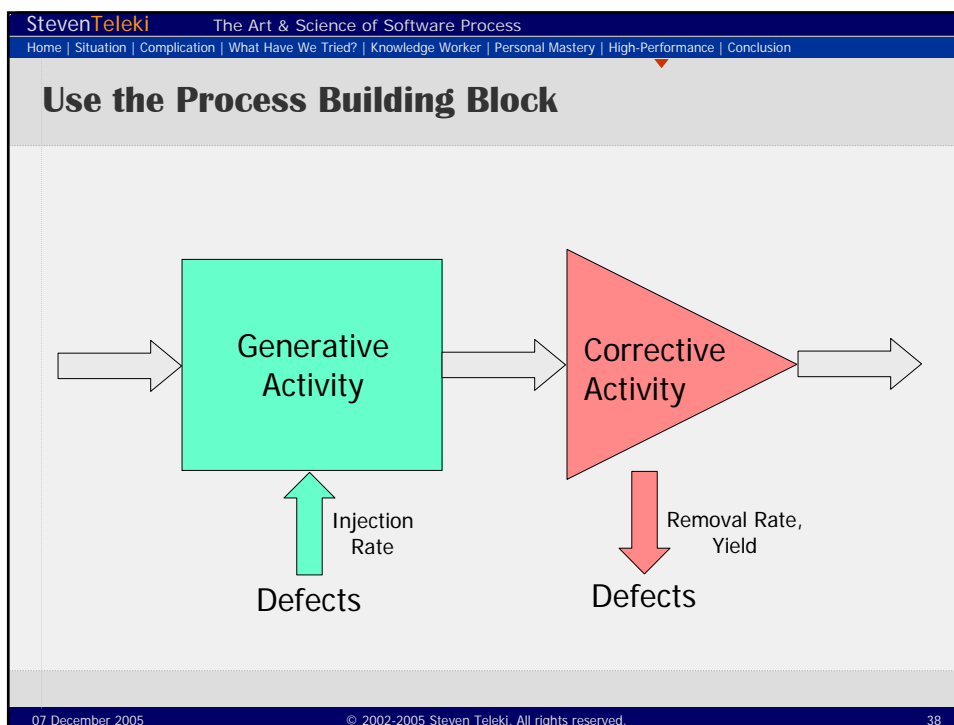 StevenTeleki The Art & Science of Software Process
Home | Situation | Complication | What Have We Tried? | Knowledge Worker | Personal Mastery | High-Performance | Conclusion
Use the Process Building Block
Generative
Activity
Corrective
Activity
Injection
Rate
Defects
Removal Rate,
Yield
Defects
07 December 2005 © 2002-2005 Steven Teleki. All rights reserved. 38